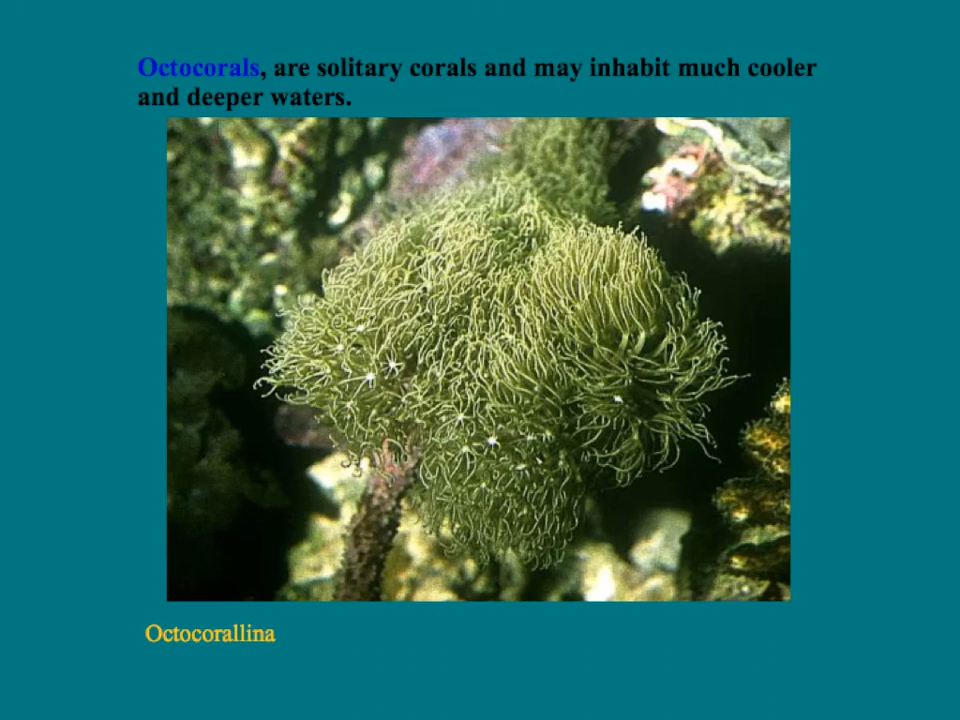 Octocorals, are solitary corals and may inhabit much cooler
and deeper waters.
Octocorallina